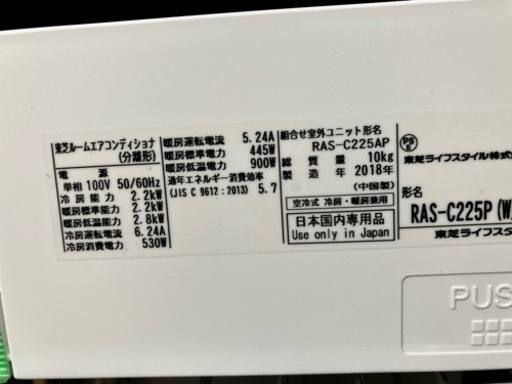 東芝ルームエアコンディショナ
(分離形)
電源
単相 100V 50/60Hz
冷房能力 2.2kW
暖房標準能力 2.2kW
暖房低温能力 2.8kW
冷房運転電流 6.24A
冷房消費電力 530W
暖房運転電流 5.24A
暖房標準電力 445W
暖房低温電力 900W
通年エネルギー消費効率
(JIS C 9612:2013) 5.7
組合せ室外ユニット形名
RAS-C225AP
総質量 10kg
製造年 2018年
(中国製)
空冷式 冷房・暖房兼用
日本国内専用品
Use only in Japan
PS E
東芝ライフスタイル株式
形名
RAS-C225P(W
東芝ライフスタイ
PUS